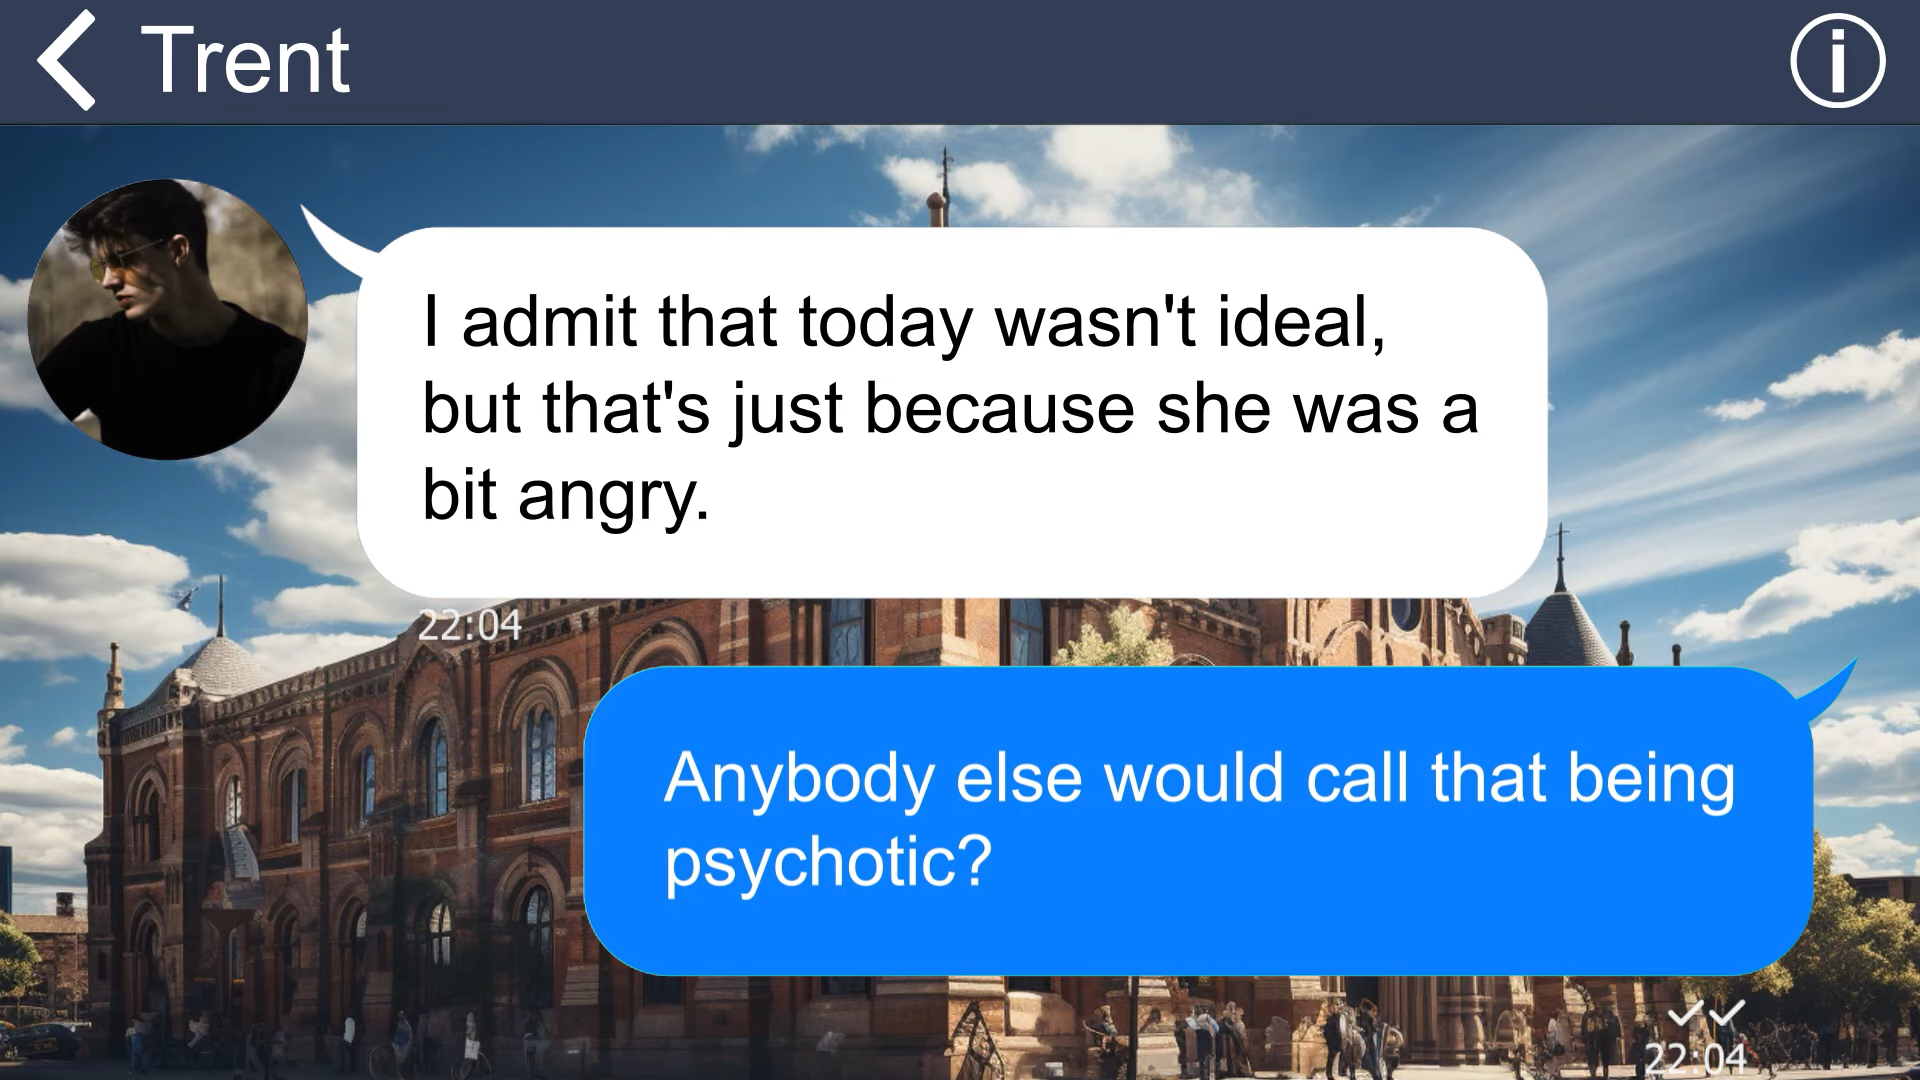 Trent
I admit that today wasn't ideal,
but that's just because she was a
bit angry.
22:04
Anybody else would call that being
psychotic?
22:04